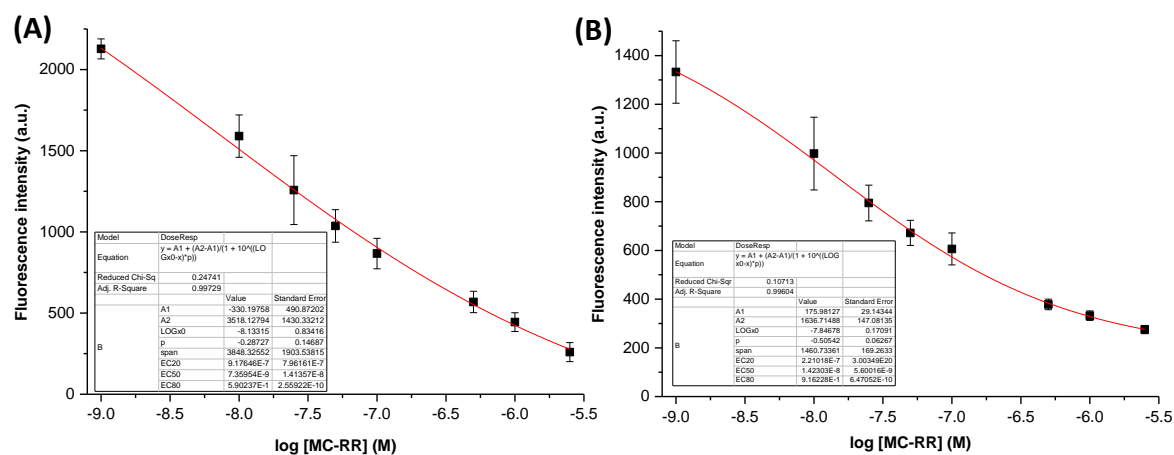 (A)
2000
1500
1000
500
0
Fluorescence intensity (a.u.)
-9.0 -8.5 -8.0 -7.5 -7.0 -6.5 -6.0 -5.5
log [MC-RR] (M)
Model DoseResp
Equation y = A1 + (A2-A1)/(1 + 10^((LO
Gx0-x)*p))
Reduced Chi-Sq 0.24741
Adj. R-Square 0.99729
Value Standard Error
B
A1 -330.19758 490.87202
A2 3518.12794 1430.33212
LOGx0 -8.13315 0.83416
p -0.28727 0.14687
span 3848.32552 1903.53815
EC20 9.17646E-7 7.96161E-7
EC50 7.35954E-9 1.41357E-8
EC80 5.90237E-1 2.55922E-10
(B)
1400
1200
1000
800
600
400
200
0
Fluorescence intensity (a.u.)
-9.0 -8.5 -8.0 -7.5 -7.0 -6.5 -6.0 -5.5
log [MC-RR] (M)
Model DoseResp
Equation y = A1 + (A2-A1)/(1 + 10^((LOG
x0-x)*p))
Reduced Chi-Sqr 0.10713
Adj. R-Square 0.99604
Value Standard Error
B
A1 175.98127 29.14344
A2 1636.71488 147.08135
LOGx0 -7.84678 0.17091
p -0.50542 0.06267
span 1460.73361 169.2633
EC20 2.21018E-7 3.00349E20
EC50 1.42303E-8 5.60016E-9
EC80 9.16228E-1 6.47052E-10